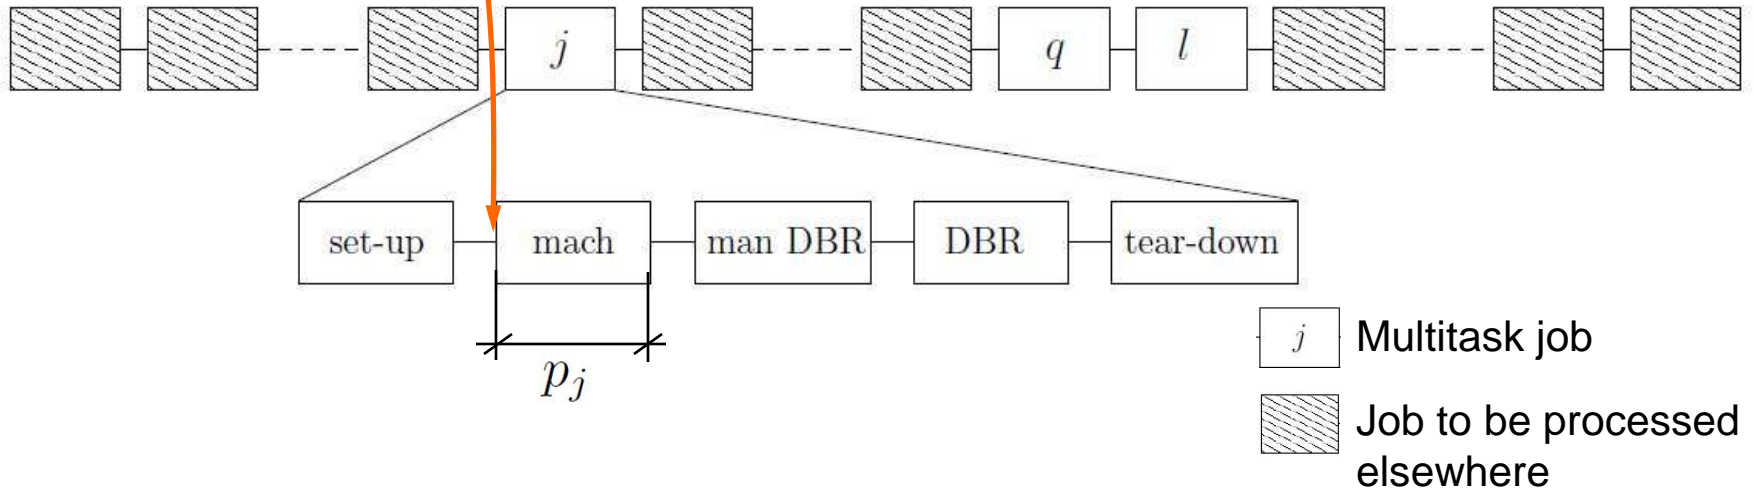 j q l
set-up mach man DBR DBR tear-down
p_j
j Multitask job
Job to be processed
elsewhere